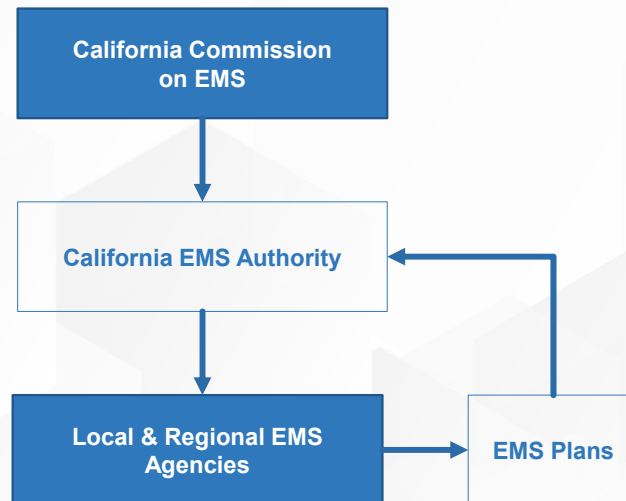 California Commission
on EMS
California EMS Authority
Local & Regional EMS
Agencies
EMS Plans